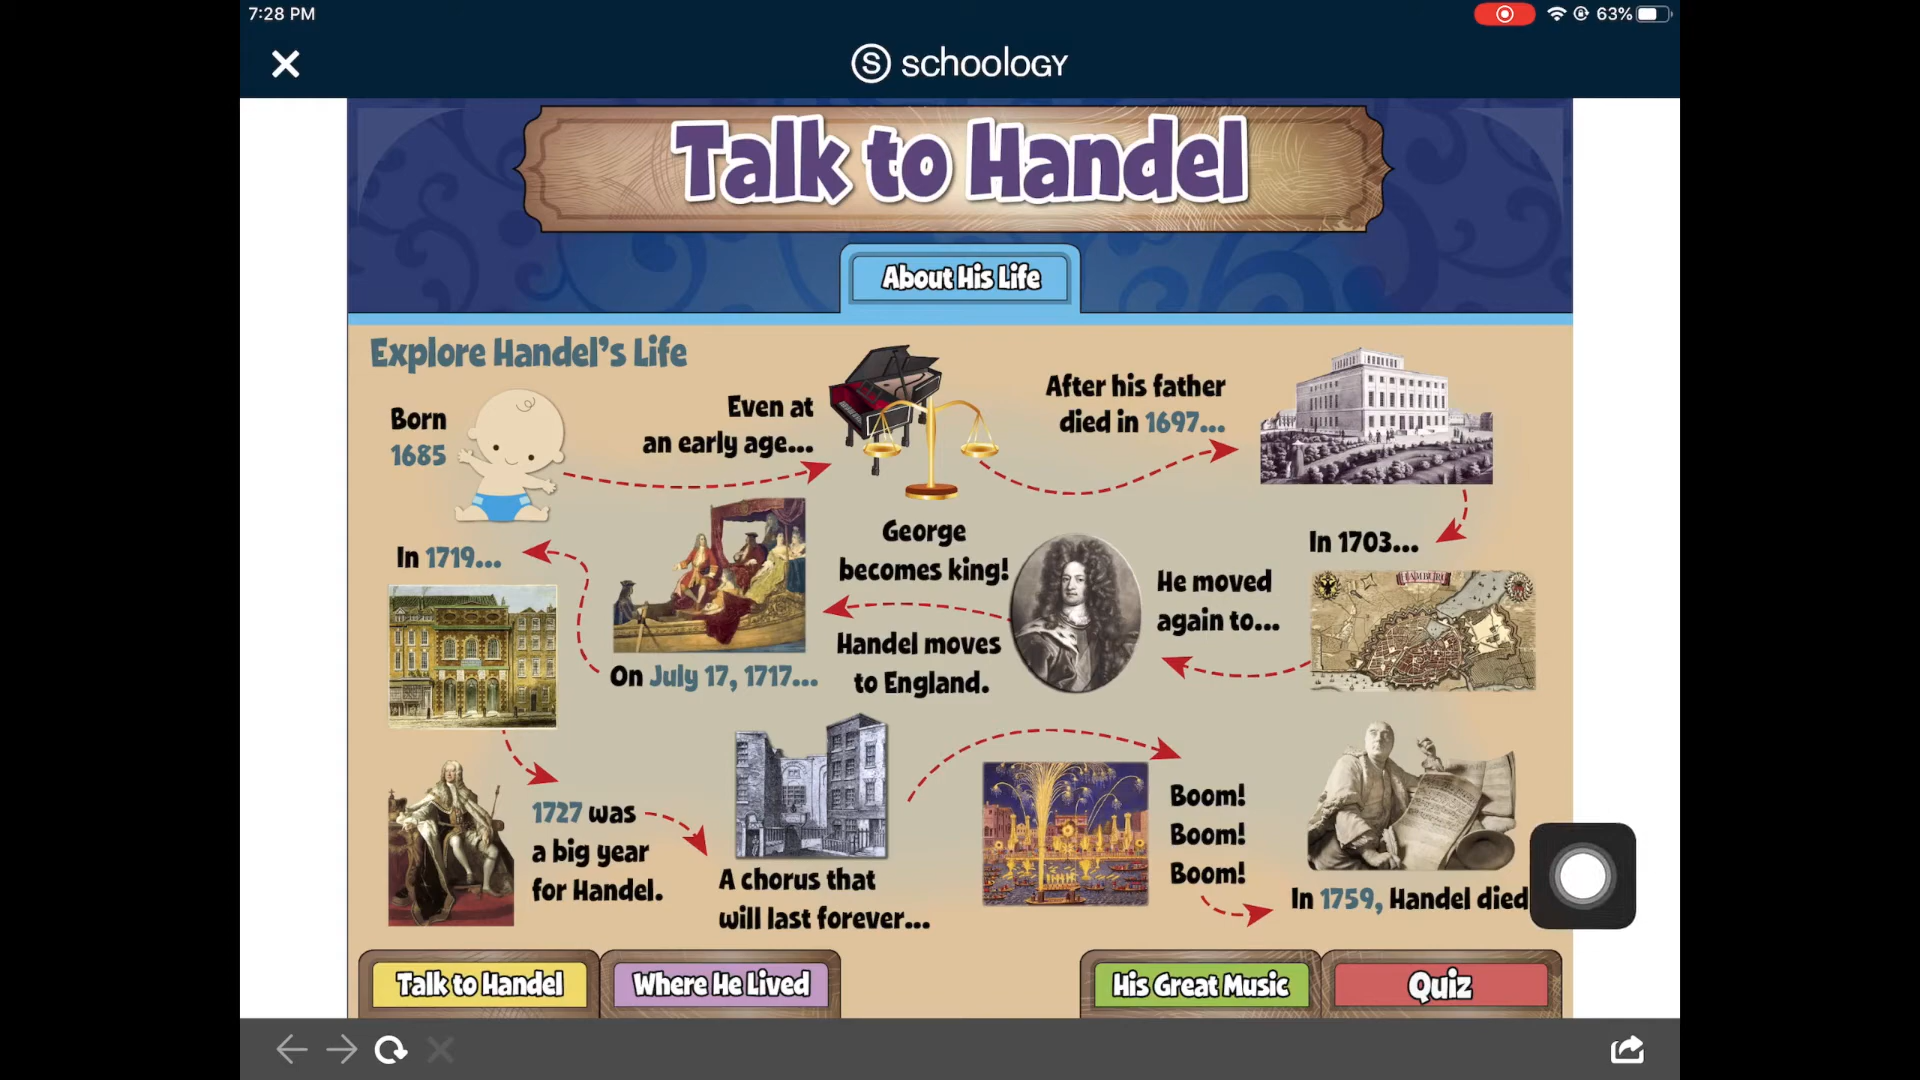 7:28 PM
63%
schoology
Talk to Handel
About His Life
Explore Handel's Life
Born
1685
Even at
an early age...
After his father
died in 1697...
In 1703...
HAMBURG
He moved
again to...
George
becomes king!
Handel moves
to England.
On July 17, 1717...
In 1719...
1727 was
a big year
for Handel.
A chorus that
will last forever...
Boom!
Boom!
Boom!
In 1759, Handel died
Talk to Handel
Where He Lived
His Great Music
Quiz